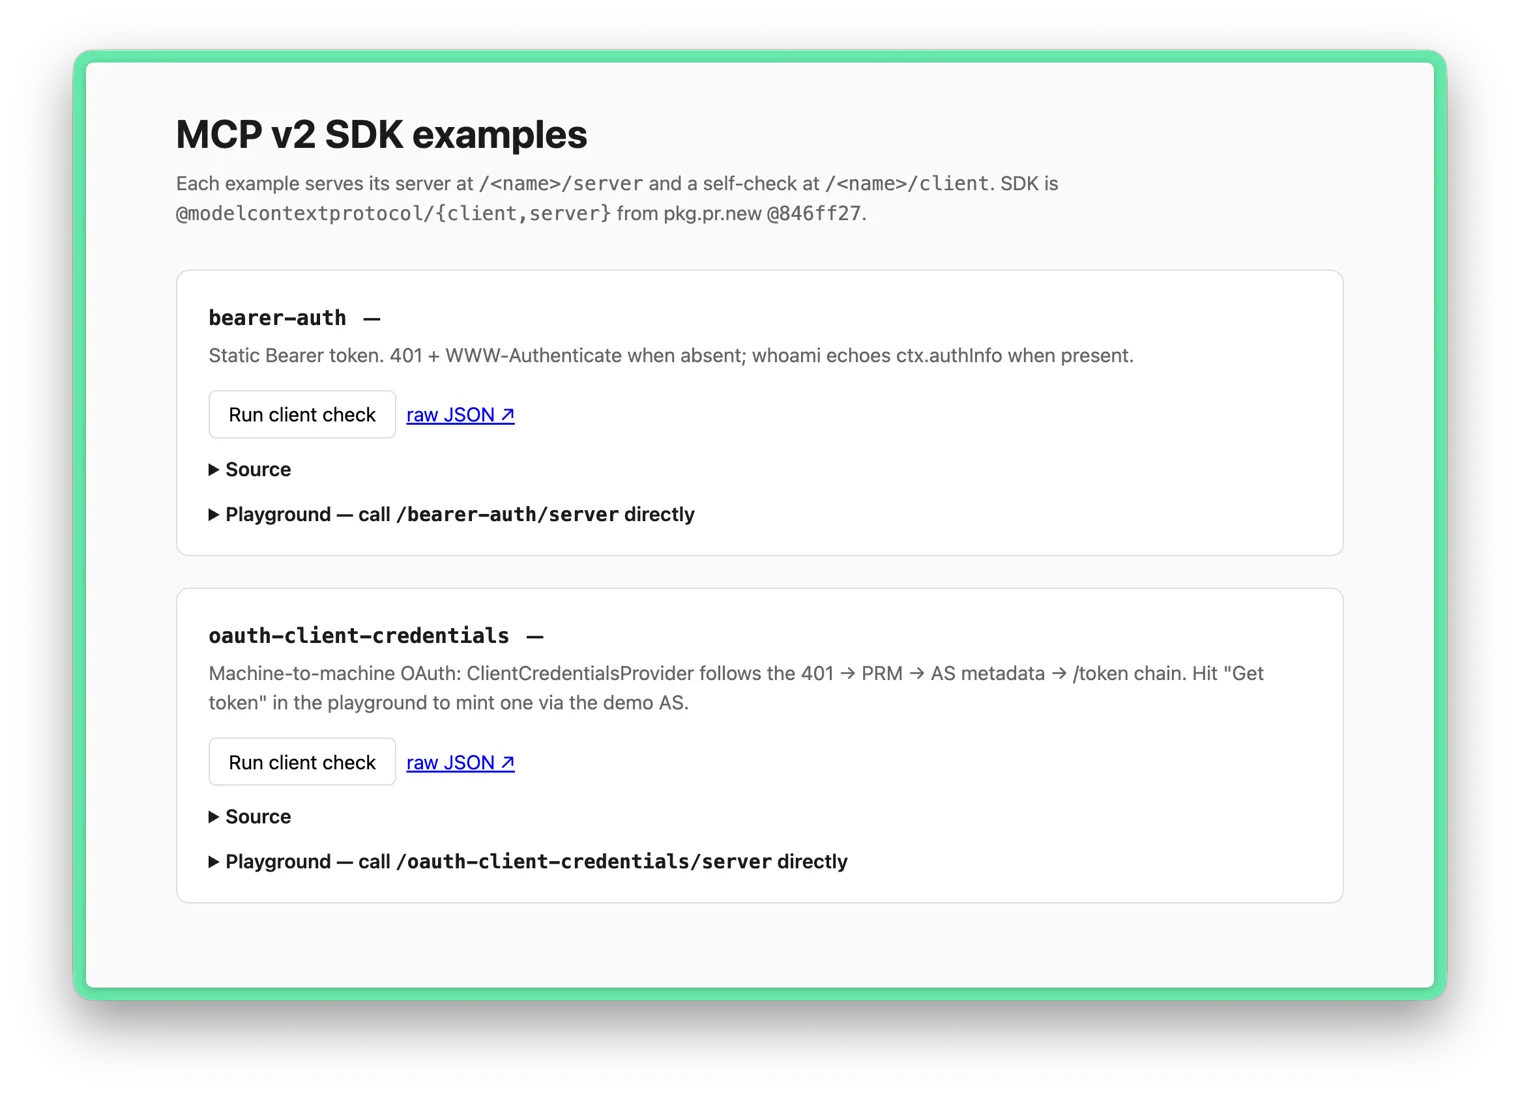 MCP v2 SDK examples
Each example serves its server at /<name>/server and a self-check at /<name>/client. SDK is
@modelcontextprotocol/{client,server} from pkg.pr.new @846ff27.
bearer-auth —
Static Bearer token. 401 + WWW-Authenticate when absent; whoami echoes ctx.authInfo when present.
Run client check raw JSON ↗
▶ Source
▶ Playground — call /bearer-auth/server directly
oauth-client-credentials —
Machine-to-machine OAuth: ClientCredentialsProvider follows the 401 → PRM → AS metadata → /token chain. Hit "Get
token" in the playground to mint one via the demo AS.
Run client check raw JSON ↗
▶ Source
▶ Playground — call /oauth-client-credentials/server directly